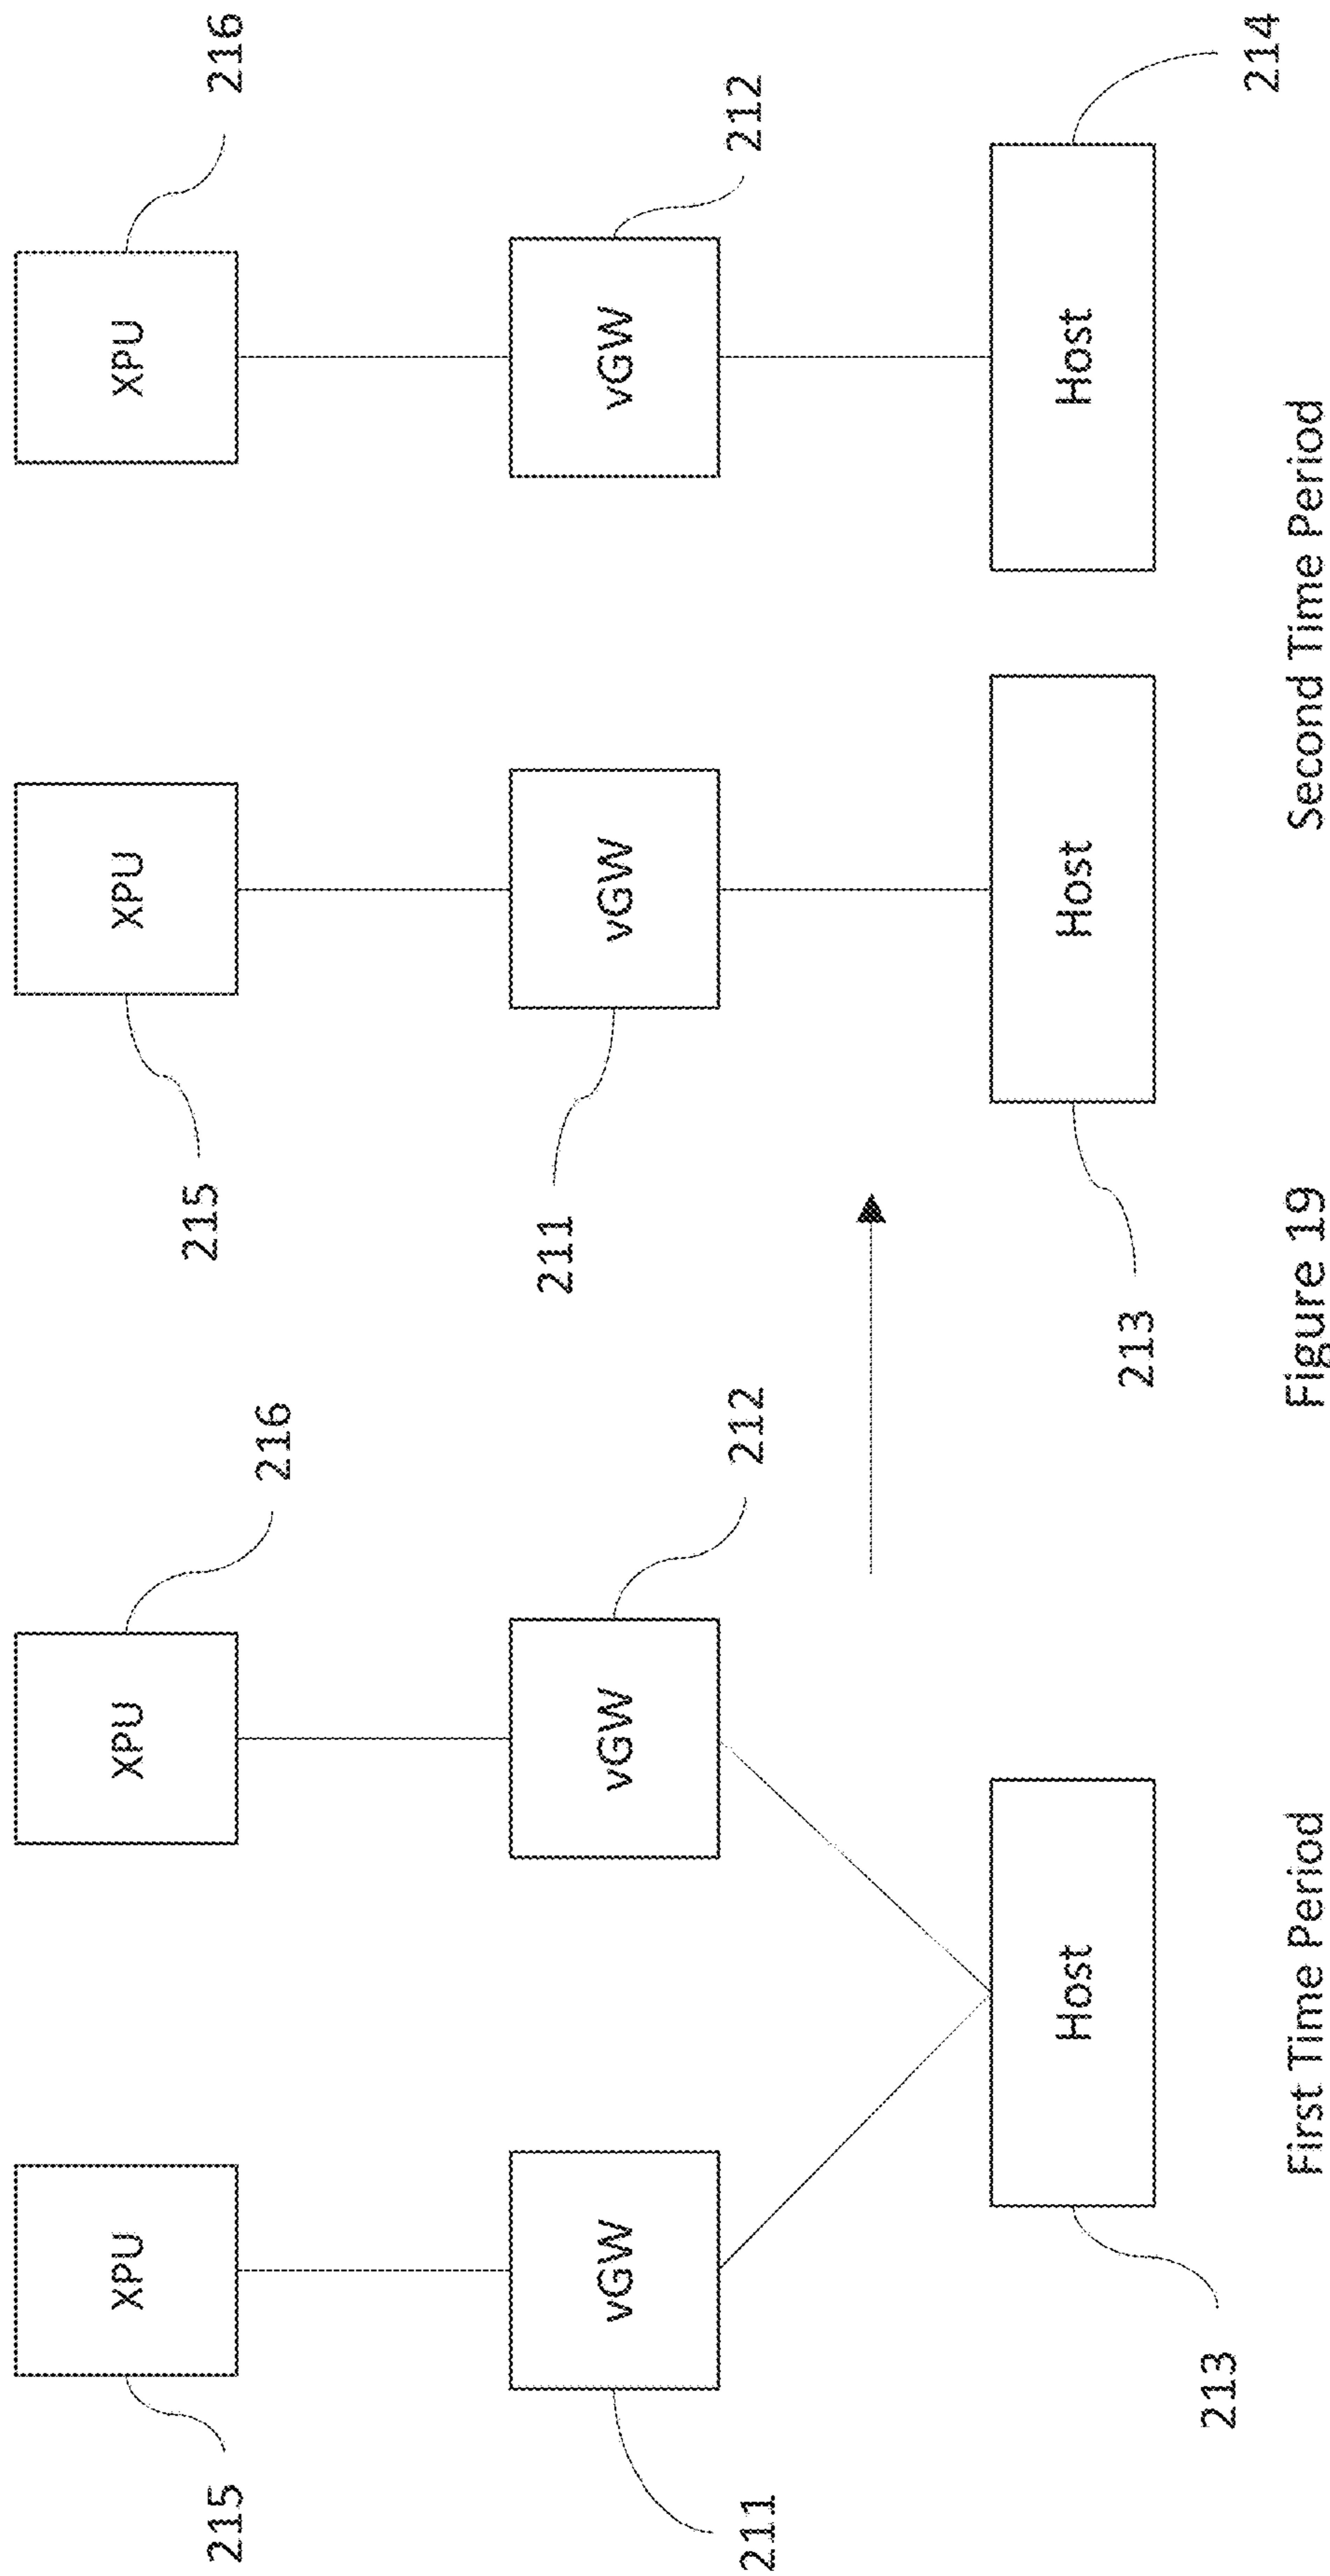 XPU
XPU
XPU
XPU
216
216
215
215
vGW
vGW
vGW
vGW
212
212
211
211
Host
Host
Host
213
213
214
First Time Period
Second Time Period
Figure 19